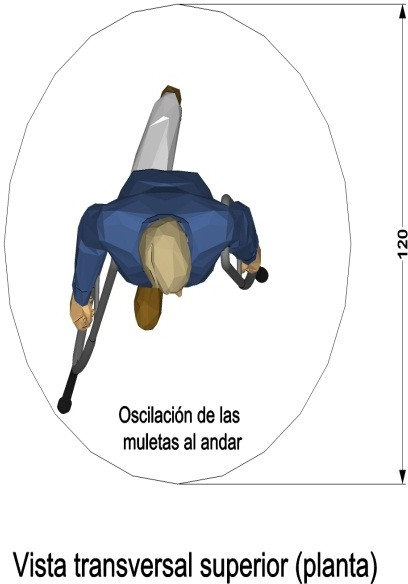 120
Oscilación de las
muletas al andar
Vista transversal superior (planta)